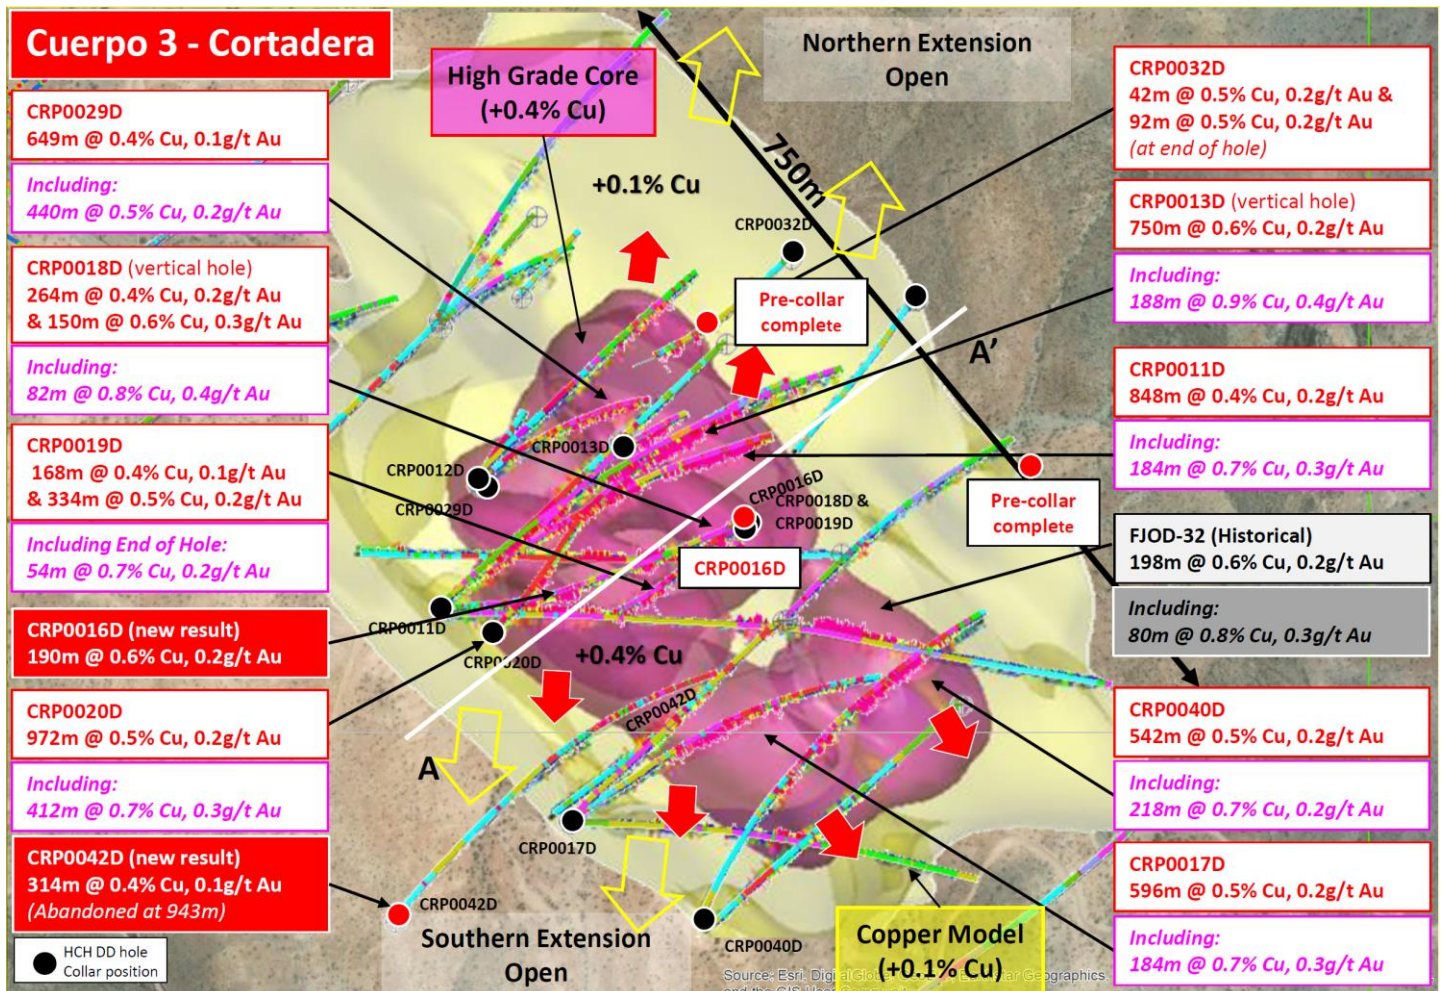 Cuerpo 3 - Cortadera
CRP0029D
649m @ 0.4% Cu, 0.1g/t Au
Including:
440m @ 0.5% Cu, 0.2g/t Au
CRP0018D (vertical hole)
264m @ 0.4% Cu, 0.2g/t Au
& 150m @ 0.6% Cu, 0.3g/t Au
Including:
82m @ 0.8% Cu, 0.4g/t Au
CRP0019D
168m @ 0.4% Cu, 0.1g/t Au
& 334m @ 0.5% Cu, 0.2g/t Au
Including End of Hole:
54m @ 0.7% Cu, 0.2g/t Au
CRP0016D (new result)
190m @ 0.6% Cu, 0.2g/t Au
CRP0020D
972m @ 0.5% Cu, 0.2g/t Au
Including:
412m @ 0.7% Cu, 0.3g/t Au
CRP0042D (new result)
314m @ 0.4% Cu, 0.1g/t Au
(Abandoned at 943m)
HCH DD hole
Collar position
High Grade Core
(+0.4% Cu)
Northern Extension
Open
+0.1% Cu
750m
CRP0032D
Pre-collar
complete
A'
CRP0013D
CRP0012D
CRP0029D
CRP0016D
CRP0018D &
CRP0019D
Pre-collar
complete
CRP0016D
CRP0011D
CRP0020D
+0.4% Cu
CRP0042D
A
CRP0017D
CRP0042D
CRP0040D
Southern Extension
Open
Copper Model
(+0.1% Cu)
Source: Esri, DigitalGlobe, Geographics
and the GIS User
CRP0032D
42m @ 0.5% Cu, 0.2g/t Au &
92m @ 0.5% Cu, 0.2g/t Au
(at end of hole)
CRP0013D (vertical hole)
750m @ 0.6% Cu, 0.2g/t Au
Including:
188m @ 0.9% Cu, 0.4g/t Au
CRP0011D
848m @ 0.4% Cu, 0.2g/t Au
Including:
184m @ 0.7% Cu, 0.3g/t Au
FJOD-32 (Historical)
198m @ 0.6% Cu, 0.2g/t Au
Including:
80m @ 0.8% Cu, 0.3g/t Au
CRP0040D
542m @ 0.5% Cu, 0.2g/t Au
Including:
218m @ 0.7% Cu, 0.2g/t Au
CRP0017D
596m @ 0.5% Cu, 0.2g/t Au
Including:
184m @ 0.7% Cu, 0.3g/t Au